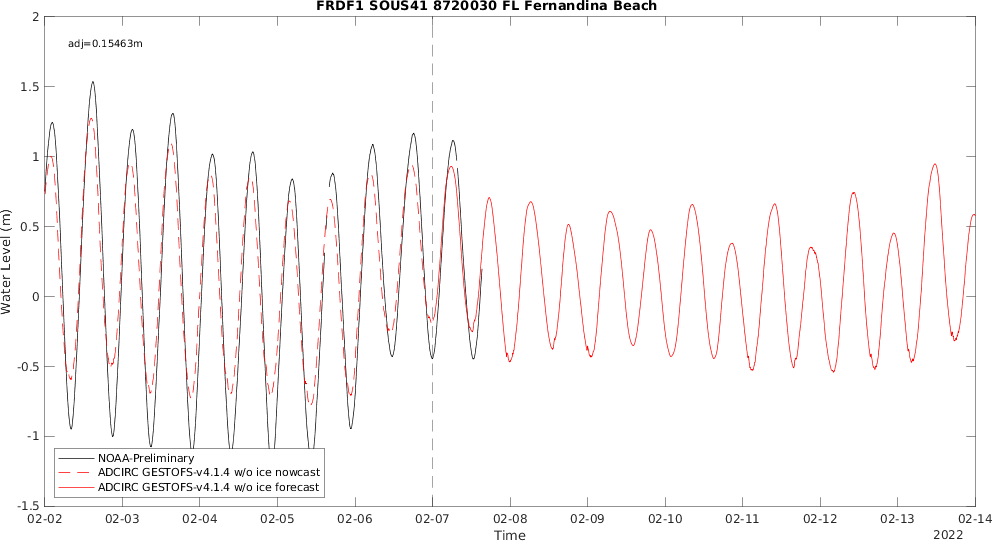 FRDF1 SOUS41 8720030 FL Fernandina Beach
adj=0.15463m
2
1.5
1
0.5
0
-0.5
-1
-1.5
Water Level (m)
NOAA-Preliminary
ADCIRC GESTOFS-v4.1.4 w/o ice nowcast
ADCIRC GESTOFS-v4.1.4 w/o ice forecast
02-02 02-03 02-04 02-05 02-06 02-07 02-08 02-09 02-10 02-11 02-12 02-13 02-14
Time
2022